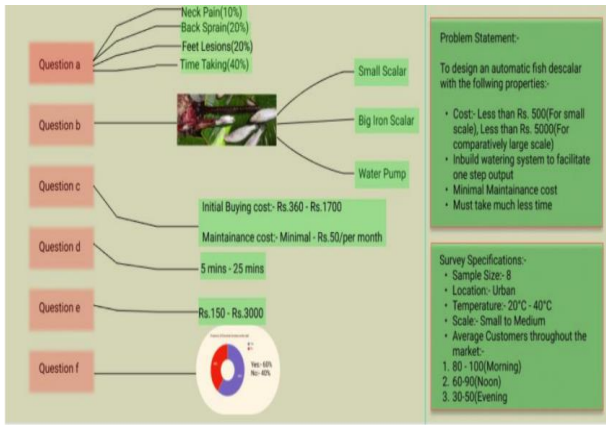 Question a
Neck Pain(10%)
Back Sprain(20%)
Feet Lesions(20%)
Time Taking(40%)
Question b
Small Scalar
Big Iron Scalar
Water Pump
Question c
Initial Buying cost:- Rs.360 - Rs.1700
Maintainance cost:- Minimal - Rs.50/per month
Question d
5 mins - 25 mins
Question e
Rs.150 - Rs.3000
Question f
Yes:- 60%
No:- 40%
Problem Statement:-
To design an automatic fish descalar
with the follwing properties:-
• Cost:- Less than Rs. 500(For small
scale), Less than Rs. 5000(For
comparatively large scale)
• Inbuild watering system to facilitate
one step output
• Minimal Maintainance cost
• Must take much less time
Survey Specifications:-
• Sample Size:- 8
• Location:- Urban
• Temperature:- 20°C - 40°C
• Scale:- Small to Medium
• Average Customers throughout the
market:-
1. 80 - 100(Morning)
2. 60-90(Noon)
3. 30-50(Evening